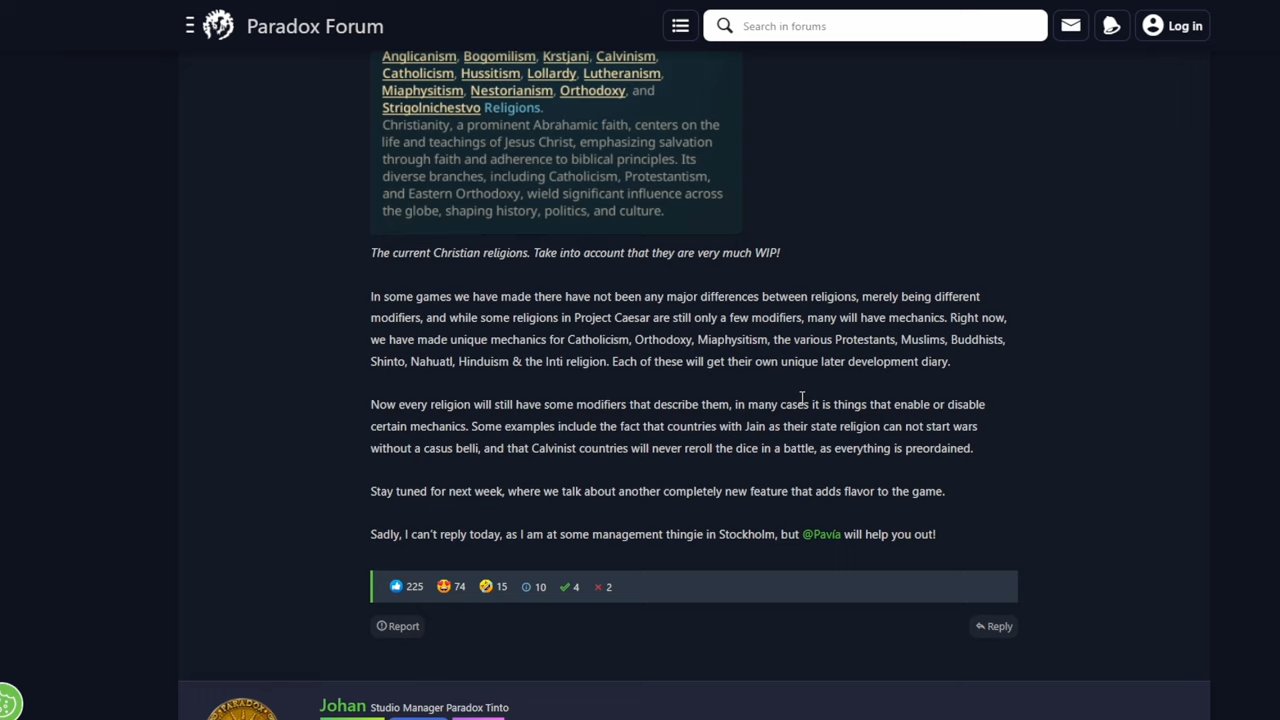 Paradox Forum
Search in forums
Log in
Anglicanism, Bogomilism, Krstjani, Calvinism,
Catholicism, Hussitism, Lollardy, Lutheranism,
Miaphysitism, Nestorianism, Orthodoxy, and
Strigolnichestvo Religions.
Christianity, a prominent Abrahamic faith, centers on the
life and teachings of Jesus Christ, emphasizing salvation
through faith and adherence to biblical principles. Its
diverse branches, including Catholicism, Protestantism,
and Eastern Orthodoxy, wield significant influence across
the globe, shaping history, politics, and culture.
The current Christian religions. Take into account that they are very much WIP!
In some games we have made there have not been any major differences between religions, merely being different
modifiers, and while some religions in Project Caesar are still only a few modifiers, many will have mechanics. Right now,
we have made unique mechanics for Catholicism, Orthodoxy, Miaphysitism, the various Protestants, Muslims, Buddhists,
Shinto, Nahuatl, Hinduism & the Inti religion. Each of these will get their own unique later development diary.
Now every religion will still have some modifiers that describe them, in many cases it is things that enable or disable
certain mechanics. Some examples include the fact that countries with Jain as their state religion can not start wars
without a casus belli, and that Calvinist countries will never reroll the dice in a battle, as everything is preordained.
Stay tuned for next week, where we talk about another completely new feature that adds flavor to the game.
Sadly, I can't reply today, as I am at some management thingie in Stockholm, but @Pavía will help you out!
225 74 15 10 4 2
Report
Reply
Johan Studio Manager Paradox Tinto